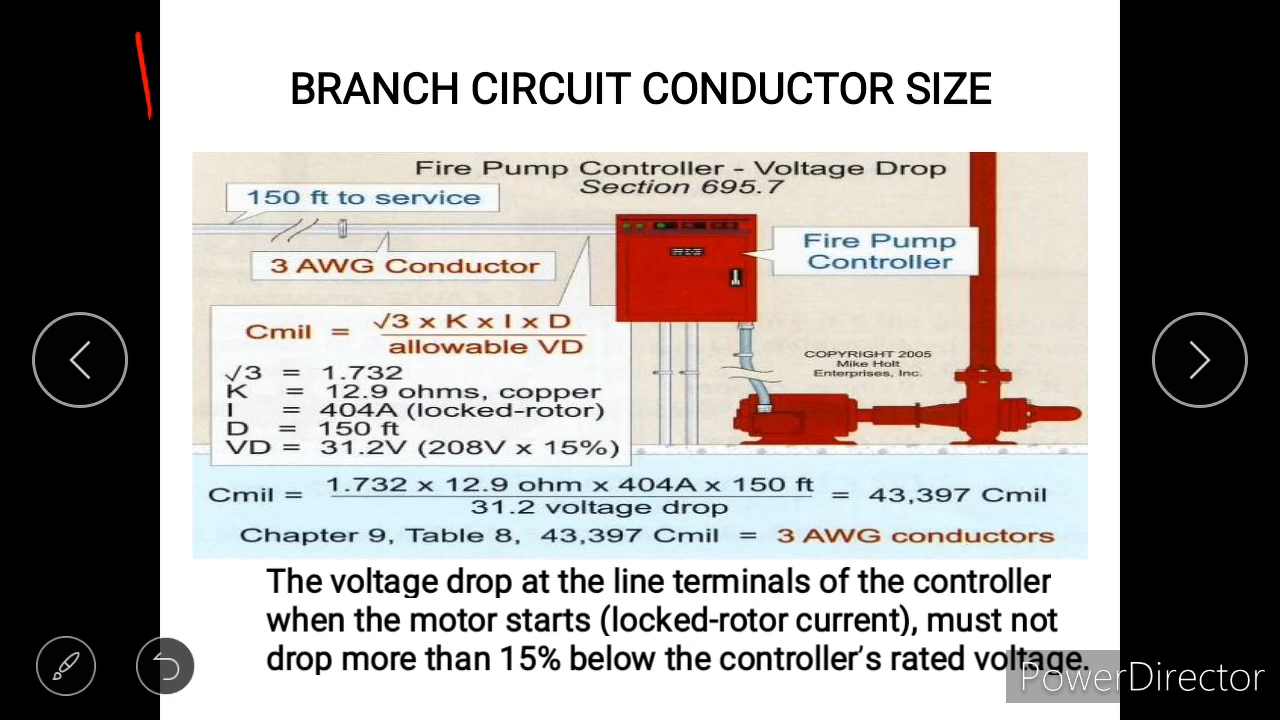 BRANCH CIRCUIT CONDUCTOR SIZE
Fire Pump Controller - Voltage Drop
Section 695.7
150 ft to service
3 AWG Conductor
Fire Pump
Controller
Cmil = √3 x K x I x D
allowable VD
√3 = 1.732
K = 12.9 ohms, copper
I = 404A (locked-rotor)
D = 150 ft
VD = 31.2V (208V x 15%)
COPYRIGHT 2005
Mike Holt
Enterprises, Inc.
Cmil = 1.732 x 12.9 ohm x 404A x 150 ft = 43,397 Cmil
31.2 voltage drop
Chapter 9, Table 8, 43,397 Cmil = 3 AWG conductors
The voltage drop at the line terminals of the controller
when the motor starts (locked-rotor current), must not
drop more than 15% below the controller's rated voltage.
PowerDirector